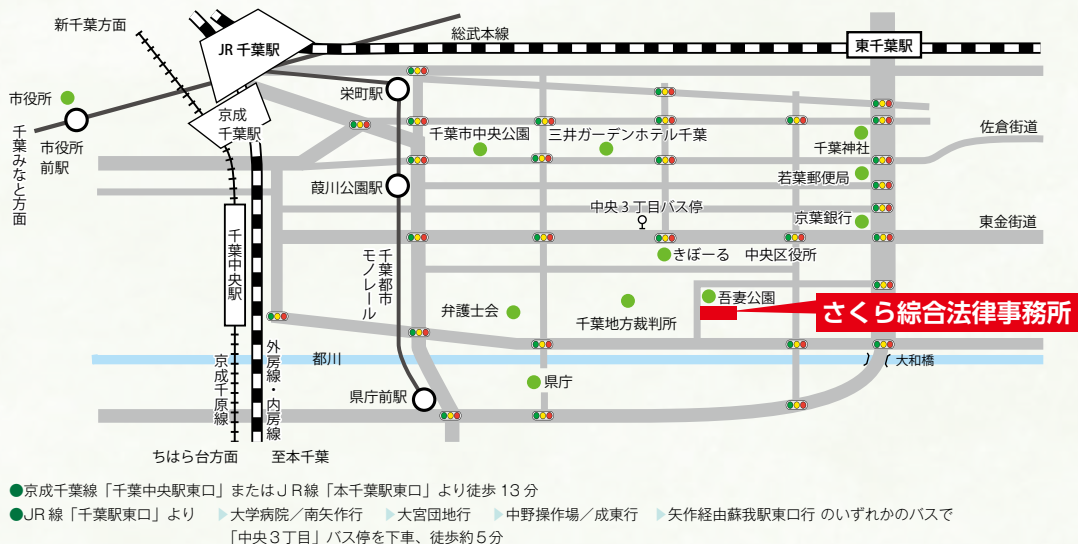 新千葉方面
JR 千葉駅
総武本線
東千葉駅
市役所
栄町駅
市役所
前駅
京成
千葉駅
千葉市中央公園
三井ガーデンホテル千葉
千葉神社
佐倉街道
千葉みなと方面
葭川公園駅
若葉郵便局
中央3丁目バス停
京葉銀行
東金街道
千葉中央駅
千葉都市
モノレール
きぼーる 中央区役所
弁護士会
千葉地方裁判所
吾妻公園
さくら綜合法律事務所
京成千原線
外房線・内房線
都川
大和橋
県庁前駅
県庁
ちはら台方面
至本千葉
●京成千葉線「千葉中央駅東口」またはJR線「本千葉駅東口」より徒歩 13 分
●JR 線「千葉駅東口」より ▶大学病院/南矢作行 ▶大宮団地行 ▶中野操作場/成東行 ▶矢作経由蘇我駅東口行 のいずれかのバスで
「中央3丁目」バス停を下車、徒歩約5分